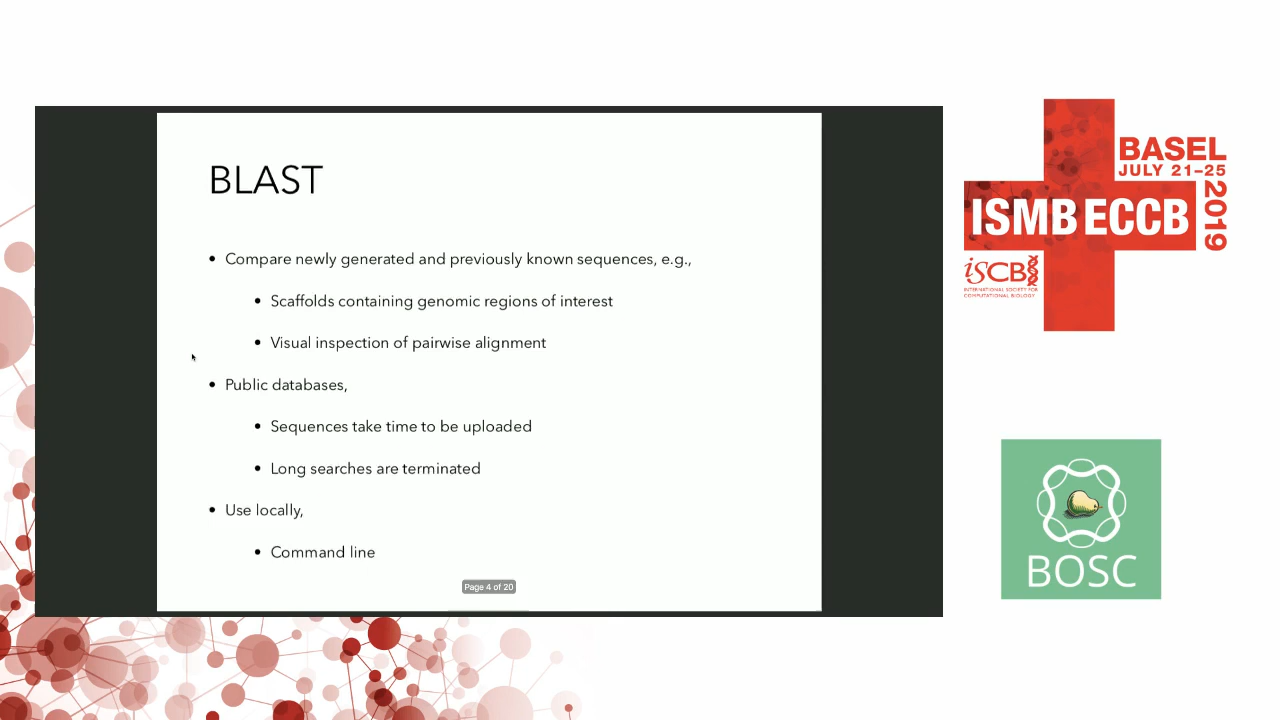 BLAST
• Compare newly generated and previously known sequences, e.g.,
• Scaffolds containing genomic regions of interest
• Visual inspection of pairwise alignment
• Public databases,
• Sequences take time to be uploaded
• Long searches are terminated
• Use locally,
• Command line
Page 4 of 20
BASEL
JULY 21–25
2019
ISMB ECCB
iSCB
INTERNATIONAL SOCIETY FOR
COMPUTATIONAL BIOLOGY
BOSC